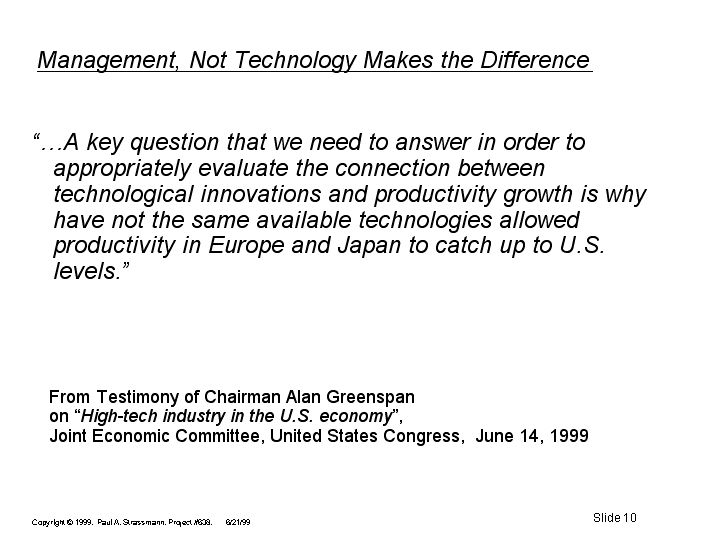 Management, Not Technology Makes the Difference
“…A key question that we need to answer in order to
appropriately evaluate the connection between
technological innovations and productivity growth is why
have not the same available technologies allowed
productivity in Europe and Japan to catch up to U.S.
levels.”
From Testimony of Chairman Alan Greenspan
on “High-tech industry in the U.S. economy”,
Joint Economic Committee, United States Congress, June 14, 1999
Copyright © 1999. Paul A. Strassmann. Project #638. 6/21/99
Slide 10